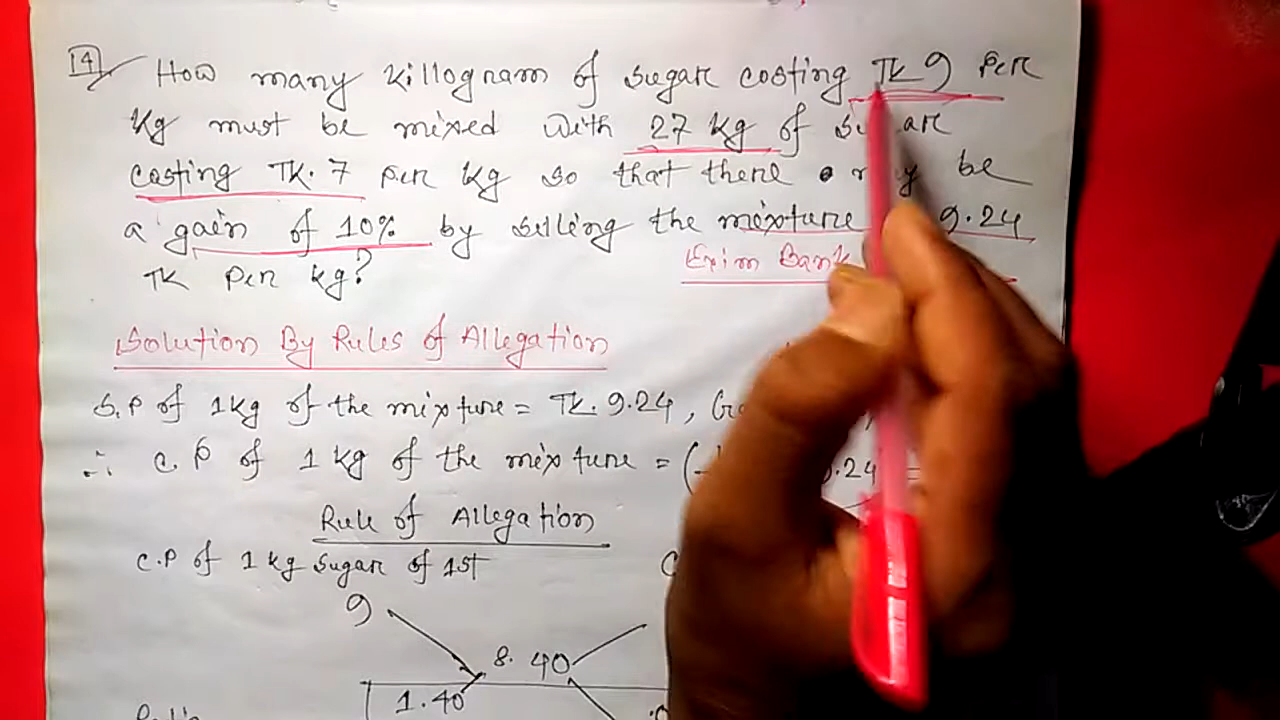 14
How many killogram of sugar costing Tk 9 per
kg must be mixed with 27 kg of
costing TK. 7 per kg so that there be
a gain of 10% by selling the mixture 9.24
TK per kg?
Exim Bank
Solution By Rules of Allegation
S.P of 1 kg of the mixture = TK. 9.24,
∴ C.P of 1 kg of the mixture = (
Rule of Allegation
C.P of 1 kg sugar of 1st
9
8.40
1.40